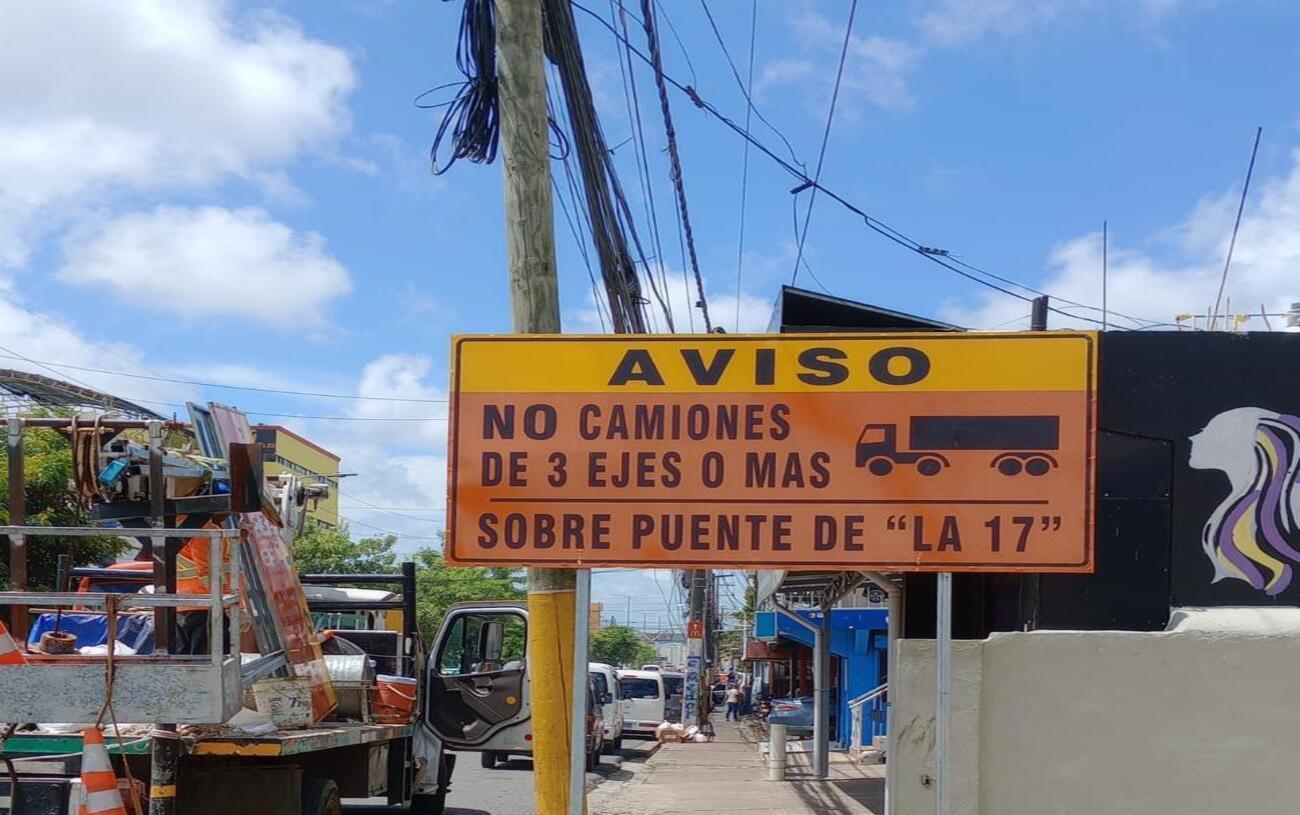 AVISO
NO CAMIONES
DE 3 EJES O MAS
SOBRE PUENTE DE “LA 17”